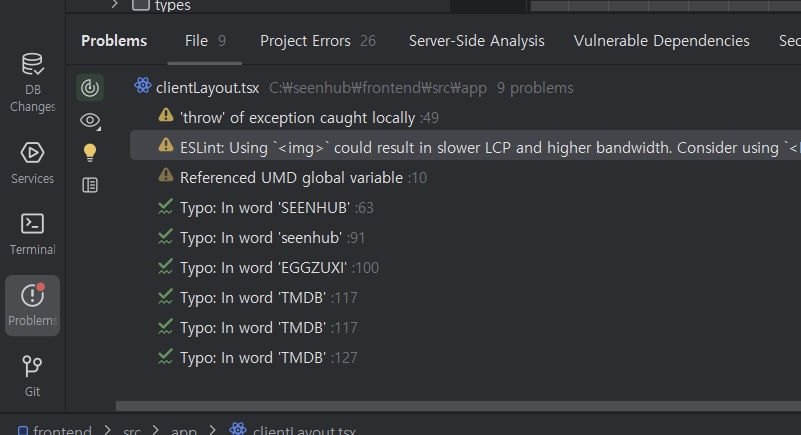 types
Problems File 9 Project Errors 26 Server-Side Analysis Vulnerable Dependencies Sec
clientLayout.tsx C:₩seenhub₩frontend₩src₩app 9 problems
DB Changes
'throw' of exception caught locally :49
ESLint: Using `<img>` could result in slower LCP and higher bandwidth. Consider using `<
Services
Referenced UMD global variable :10
Typo: In word 'SEENHUB' :63
Typo: In word 'seenhub' :91
Terminal
Typo: In word 'EGGZUXI' :100
Typo: In word 'TMDB' :117
Problems
Typo: In word 'TMDB' :117
Typo: In word 'TMDB' :127
Git
frontend > src > app > clientLayout.tsx